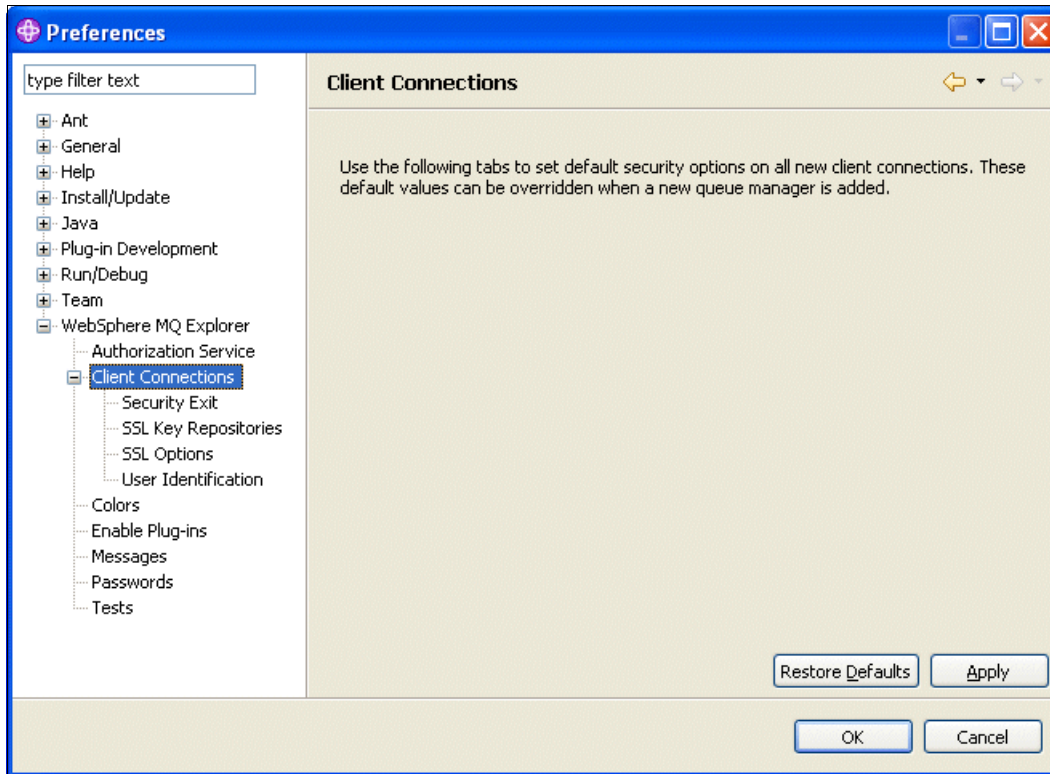 Preferences
type filter text
Ant
General
Help
Install/Update
Java
Plug-in Development
Run/Debug
Team
WebSphere MQ Explorer
Authorization Service
Client Connections
Security Exit
SSL Key Repositories
SSL Options
User Identification
Colors
Enable Plug-ins
Messages
Passwords
Tests
Client Connections
Use the following tabs to set default security options on all new client connections. These
default values can be overridden when a new queue manager is added.
Restore Defaults
Apply
OK
Cancel